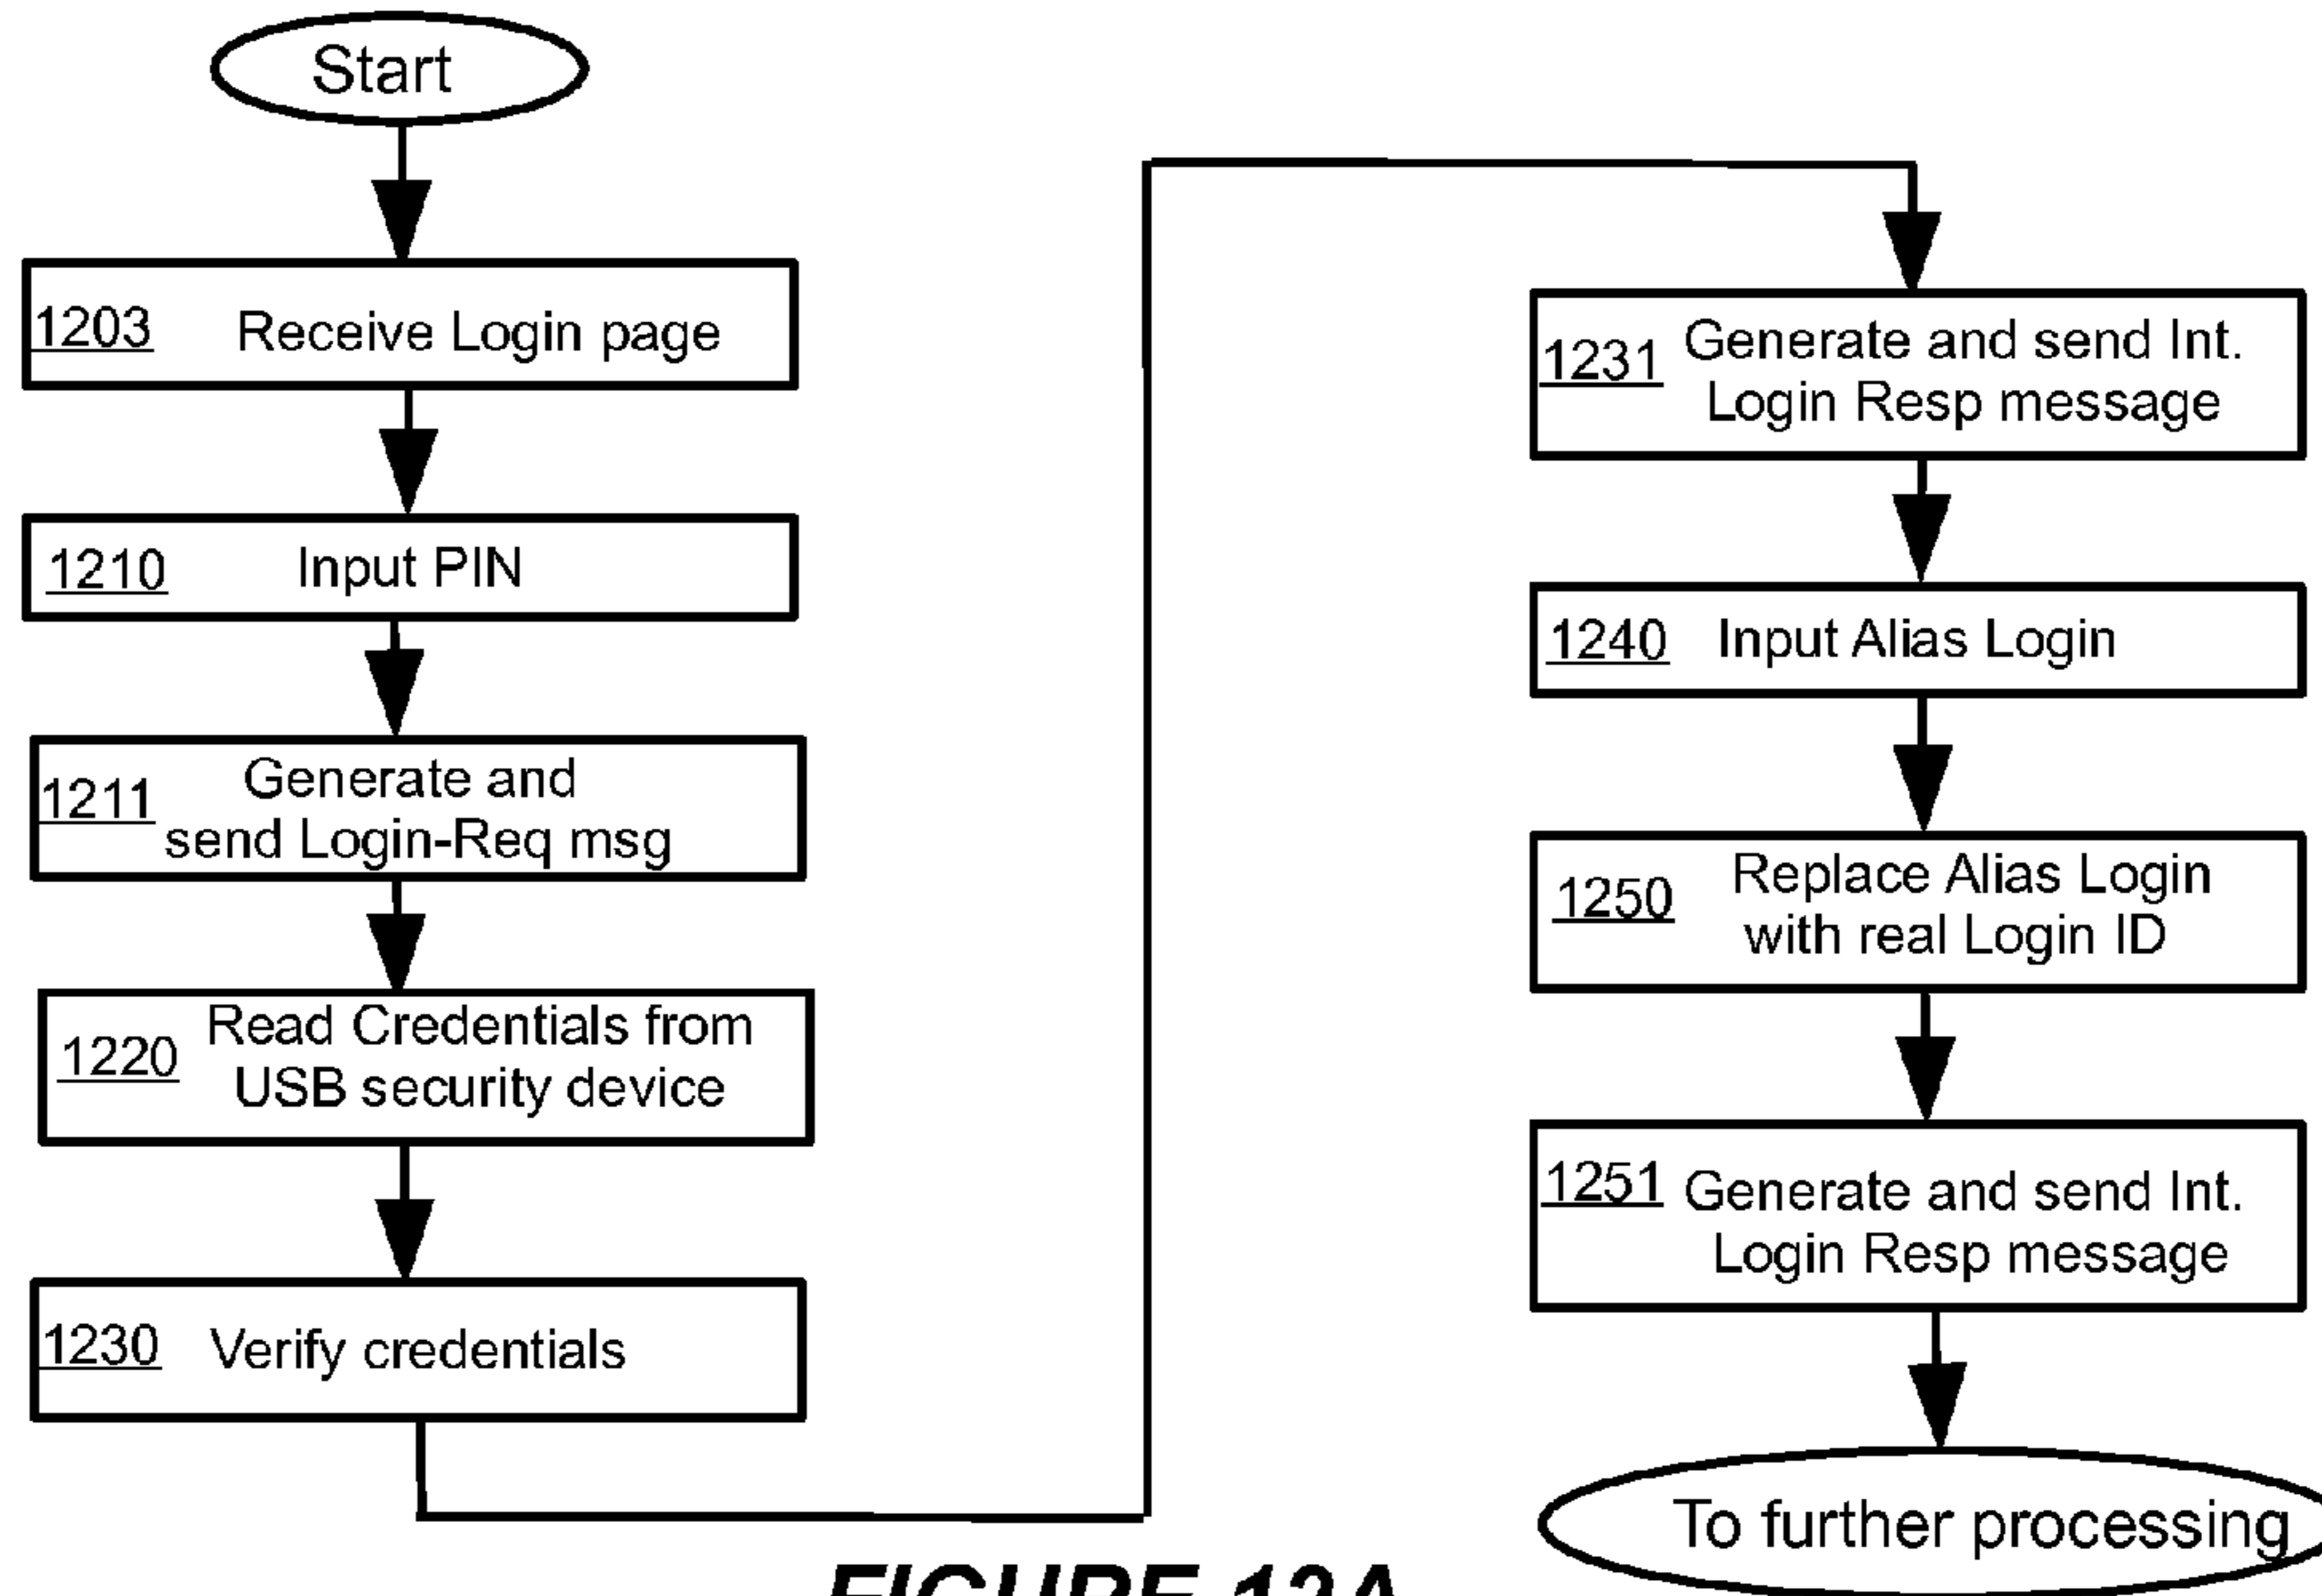 Start
1203 Receive Login page
1210 Input PIN
1211 Generate and
send Login-Req msg
1220 Read Credentials from
USB security device
1230 Verify credentials
1231 Generate and send Int.
Login Resp message
1240 Input Alias Login
1250 Replace Alias Login
with real Login ID
1251 Generate and send Int.
Login Resp message
To further processing
FIGURE 12A